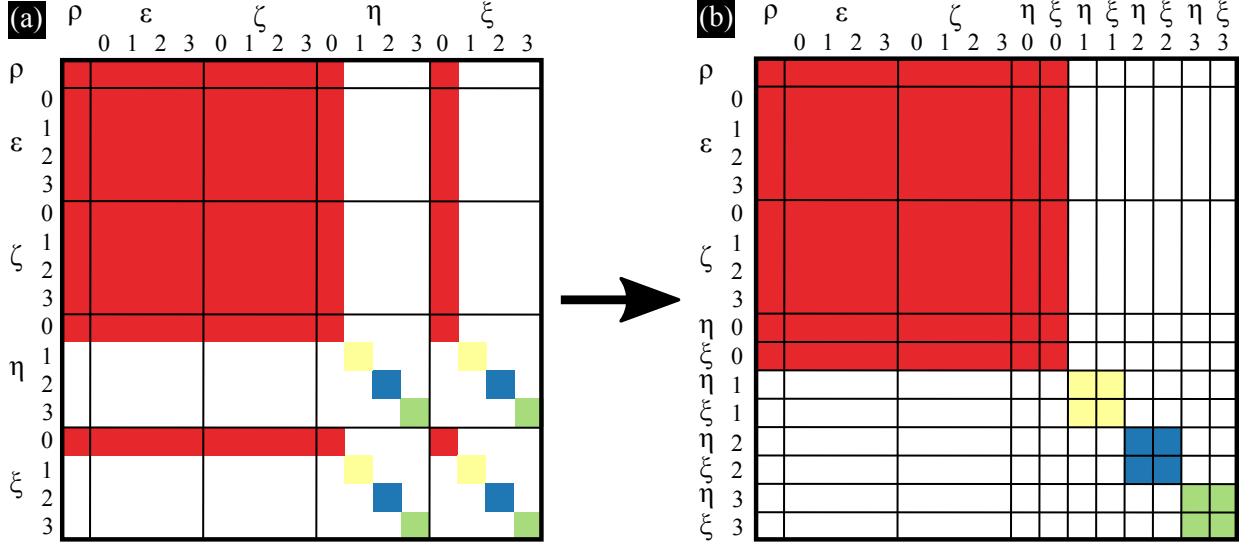 (a) ρ ε ζ η ξ
0 1 2 3 0 1 2 3 0 1 2 3 0 1 2 3
ρ
ε 0 1 2 3
ζ 0 1 2 3
η 0 1 2 3
ξ 0 1 2 3
(b) ρ ε ζ η ξ η ξ η ξ η ξ
0 1 2 3 0 1 2 3 0 0 1 1 2 2 3 3
ρ
ε 0 1 2 3
ζ 0 1 2 3
η 0
ξ 0
η 1
ξ 1
η 2
ξ 2
η 3
ξ 3